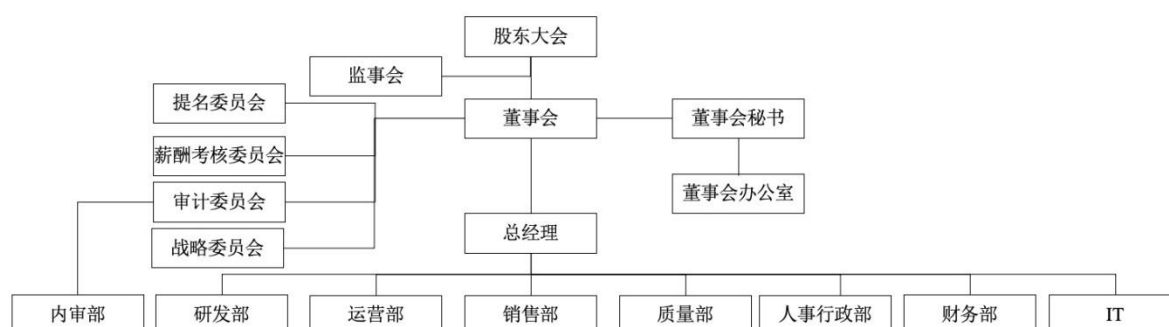 股东大会
监事会
提名委员会
董事会
董事会秘书
薪酬考核委员会
审计委员会
董事会办公室
总经理
战略委员会
内审部
研发部
运营部
销售部
质量部
人事行政部
财务部
IT